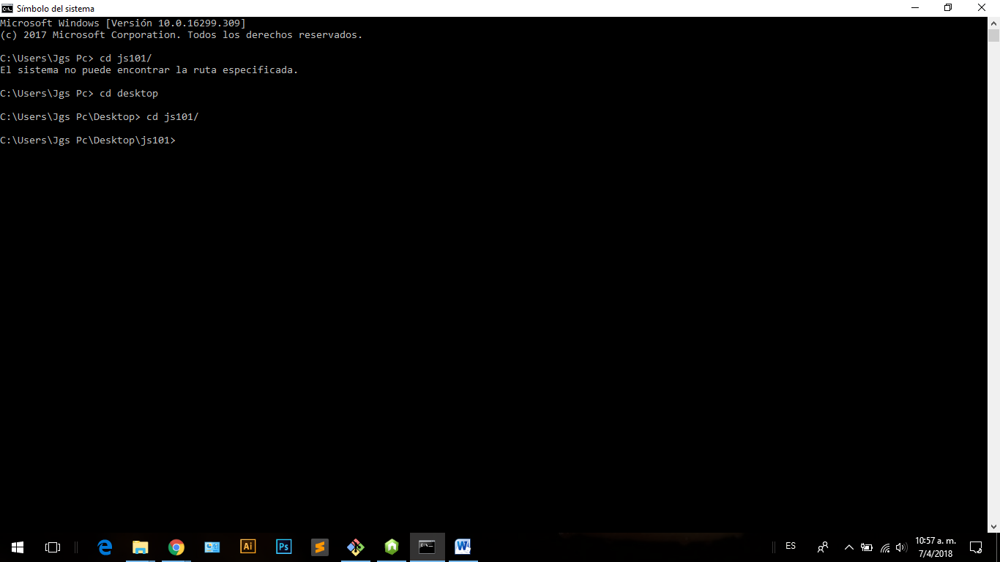 Símbolo del sistema
Microsoft Windows [Versión 10.0.16299.309]
(c) 2017 Microsoft Corporation. Todos los derechos reservados.
C:\Users\Jgs Pc> cd js101/
El sistema no puede encontrar la ruta especificada.
C:\Users\Jgs Pc> cd desktop
C:\Users\Jgs Pc\Desktop> cd js101/
C:\Users\Jgs Pc\Desktop\js101>
Ai
Ps
ES
10:57 a. m.
7/4/2018